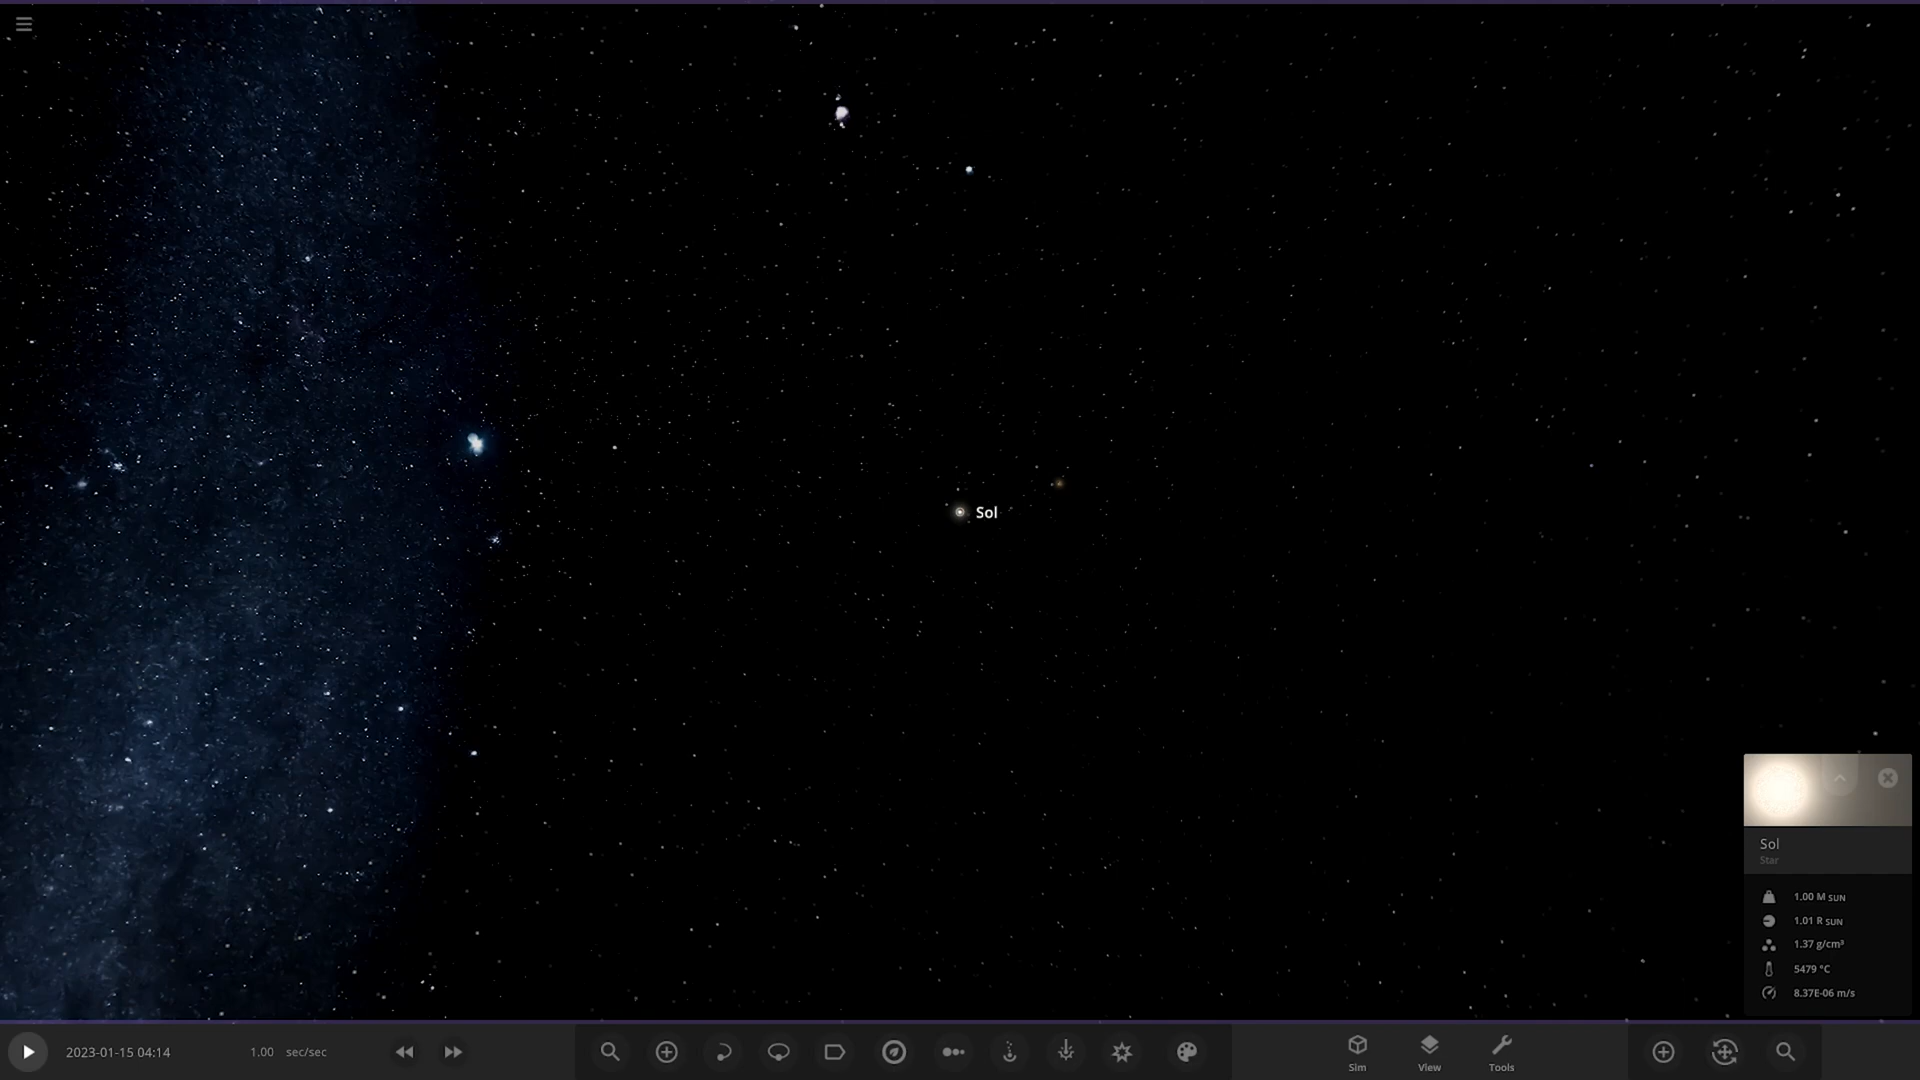 Sol
Sol
Star
1.00 M SUN
1.01 R SUN
1.37 g/cm³
5479 °C
8.37E-06 m/s
2023-01-15 04:14
1.00 sec/sec
Sim
View
Tools